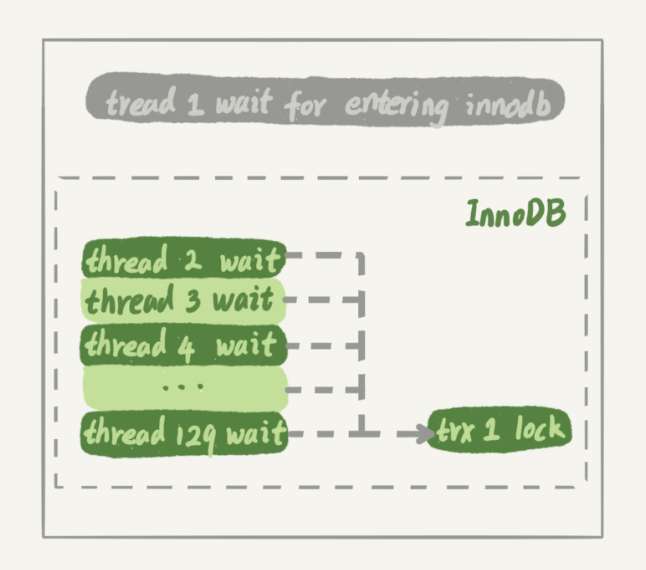 tread 1 wait for entering innodb
InnoDB
thread 2 wait
thread 3 wait
thread 4 wait
...
thread 129 wait
trx 1 lock